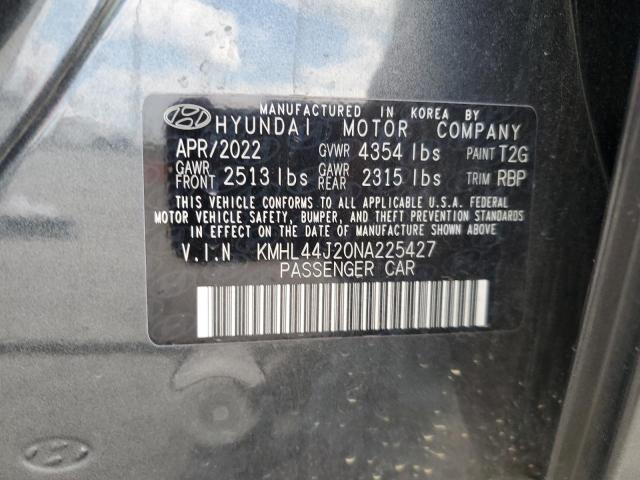 MANUFACTURED IN KOREA BY
HYUNDAI MOTOR COMPANY
APR/2022 GVWR 4354 lbs PAINT T2G
GAWR FRONT 2513 lbs GAWR REAR 2315 lbs TRIM RBP
THIS VEHICLE CONFORMS TO ALL APPLICABLE U.S.A. FEDERAL
MOTOR VEHICLE SAFETY, BUMPER, AND THEFT PREVENTION STANDARDS
IN EFFECT ON THE DATE OF MANUFACTURE SHOWN ABOVE.
V.I.N KMHL44J20NA225427
PASSENGER CAR